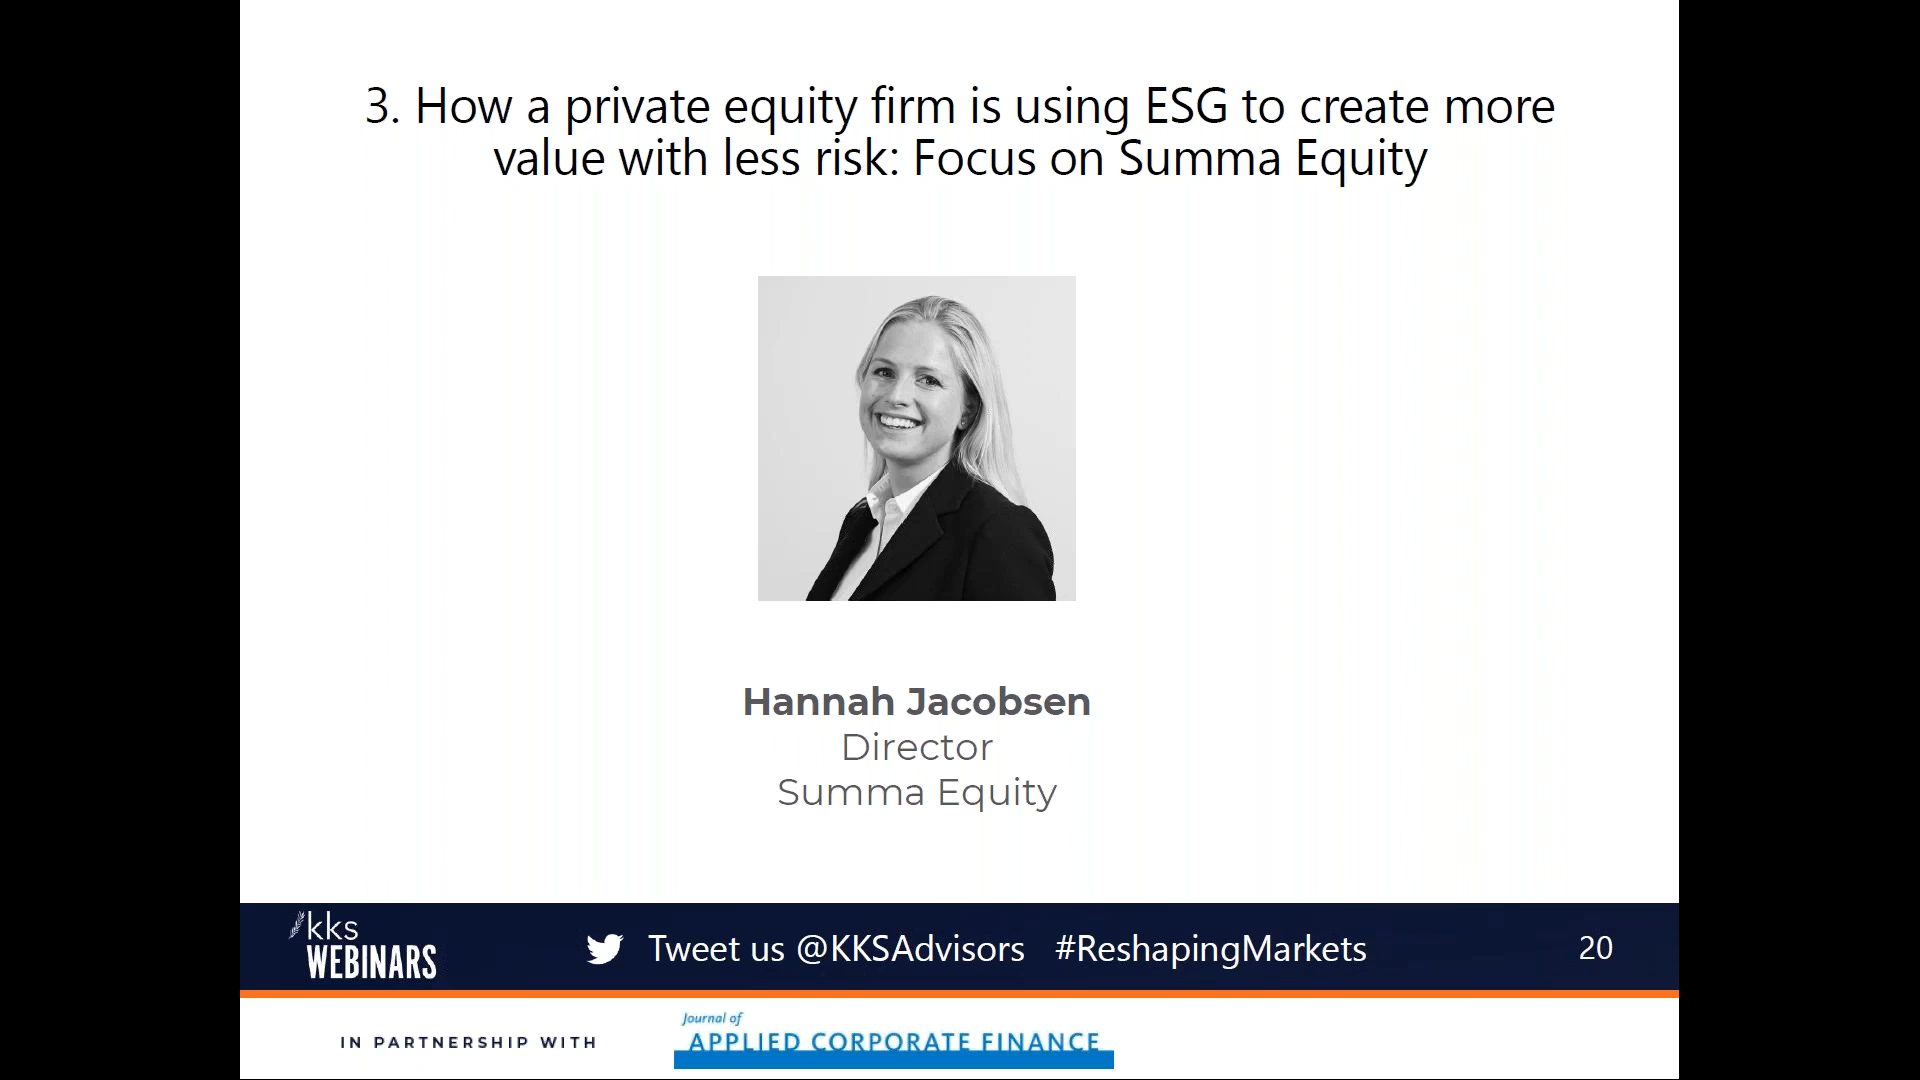 3. How a private equity firm is using ESG to create more
value with less risk: Focus on Summa Equity
Hannah Jacobsen
Director
Summa Equity
kks
WEBINARS
Tweet us @KKSAdvisors #ReshapingMarkets
20
IN PARTNERSHIP WITH
Journal of
APPLIED CORPORATE FINANCE